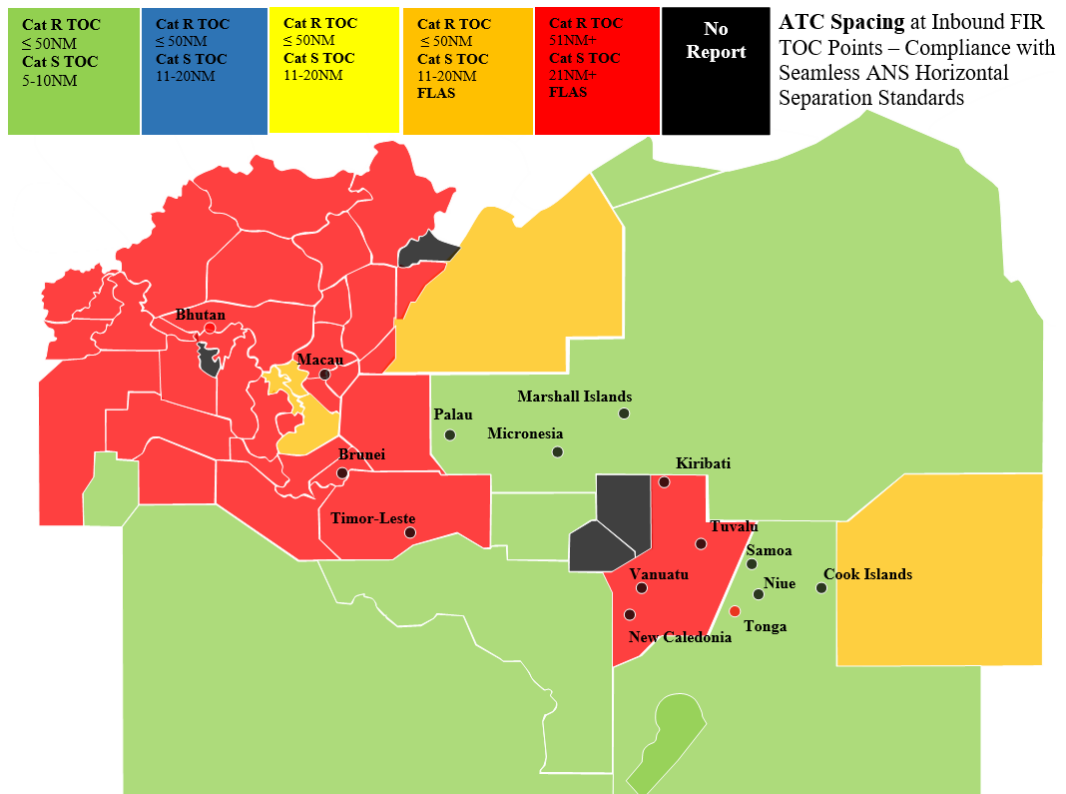 Cat R TOC
≤ 50NM
Cat S TOC
5-10NM
Cat R TOC
≤ 50NM
Cat S TOC
11-20NM
Cat R TOC
≤ 50NM
Cat S TOC
11-20NM
Cat R TOC
≤ 50NM
Cat S TOC
11-20NM
FLAS
Cat R TOC
51NM+
Cat S TOC
21NM+
FLAS
No
Report
ATC Spacing at Inbound FIR
TOC Points – Compliance with
Seamless ANS Horizontal
Separation Standards
Bhutan
Macau
Marshall Islands
Palau
Micronesia
Brunei
Kiribati
Timor-Leste
Tuvalu
Samoa
Vanuatu
Niue
Cook Islands
Tonga
New Caledonia